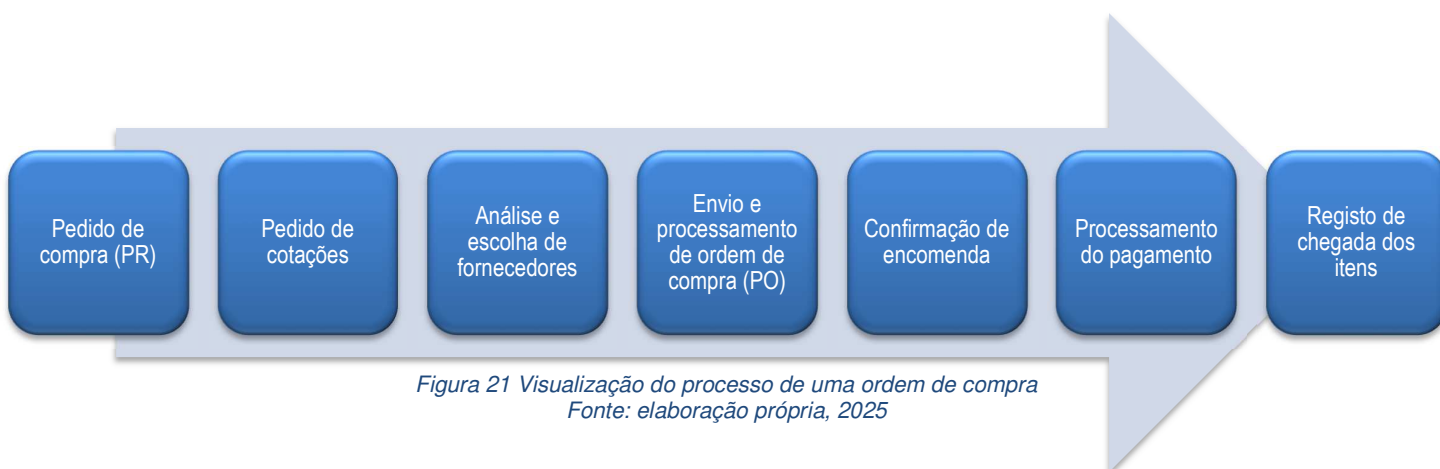 Pedido de
compra (PR)
Pedido de
cotações
Análise e
escolha de
fornecedores
Envio e
processamento
de ordem de
compra (PO)
Confirmação de
encomenda
Processamento
do pagamento
Registo de
chegada dos
itens
Figura 21 Visualização do processo de uma ordem de compra
Fonte: elaboração própria, 2025